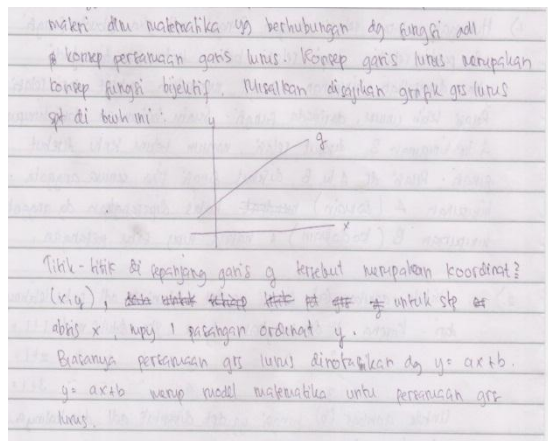 materi dlm matematika yg berhubungan dg fungsi adl
konsep persamaan garis lurus. Konsep garis lurus merupakan
konsep fungsi bijektif. Misalkan disajikan grafik grs lurus
spt di bwh ini :
y
g
x
Titik-titik di sepanjang garis g tersebut merupakan koordinat2
(x,y), untuk stp
absis x, mpy 1 pasangan ordinat y.
Biasanya persamaan grs lurus dinotasikan dg y = ax+b.
y = ax+b merup model matematika untu persamaan grs
lurus.